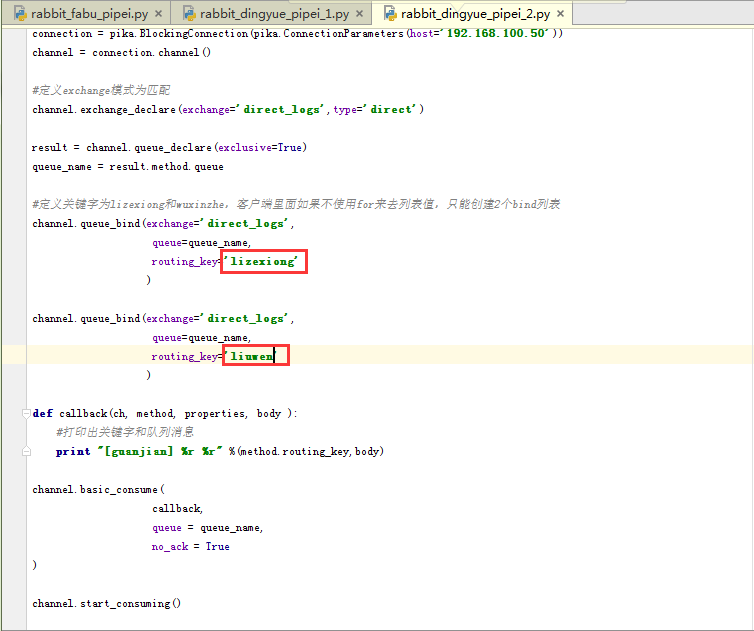 rabbit_fabu_pipei.py × rabbit_dingyue_pipei_1.py × rabbit_dingyue_pipei_2.py ×
connection = pika.BlockingConnection(pika.ConnectionParameters(host='192.168.100.50'))
channel = connection.channel()
#定义exchange模式为匹配
channel.exchange_declare(exchange='direct_logs',type='direct')
result = channel.queue_declare(exclusive=True)
queue_name = result.method.queue
#定义关键字为lizexiong和wuxinzhe，客户端里面如果不使用for来去列表值，只能创建2个bind列表
channel.queue_bind(exchange='direct_logs',
queue=queue_name,
routing_key='lizexiong'
)
channel.queue_bind(exchange='direct_logs',
queue=queue_name,
routing_key='liuwen'
)
def callback(ch, method, properties, body ):
#打印出关键字和队列消息
print "[guanjian] %r %r" %(method.routing_key,body)
channel.basic_consume(
callback,
queue = queue_name,
no_ack = True
)
channel.start_consuming()